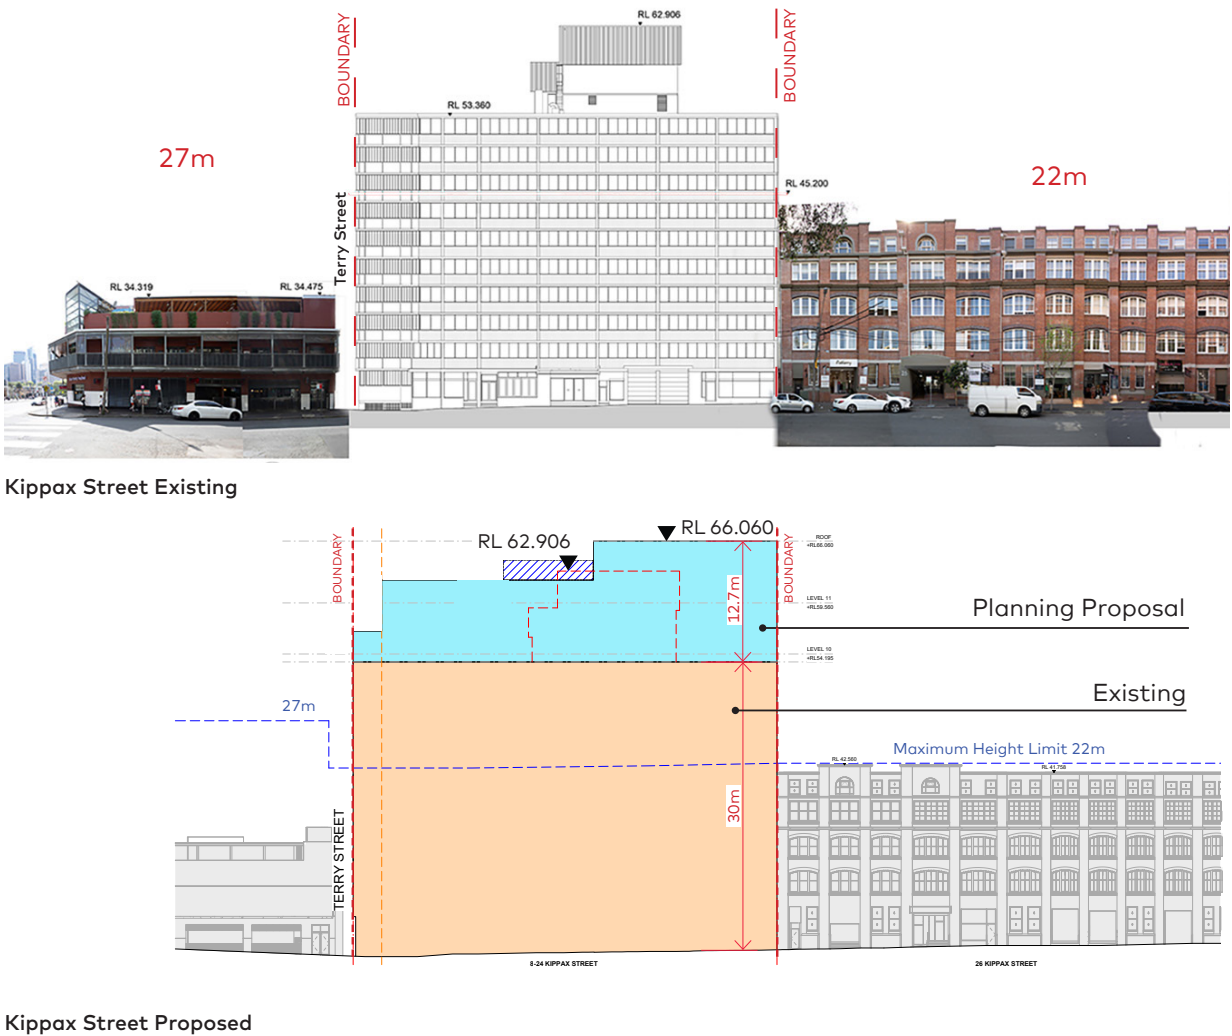 RL 62.906
BOUNDARY
BOUNDARY
RL 53.360
27m
RL 45.200
22m
Terry Street
RL 34.319
RL 34.475
Kippax Street Existing
RL 66.060
RL 62.906
ROOF
+RL66.060
BOUNDARY
BOUNDARY
12.7m
LEVEL 11
+RL59.560
Planning Proposal
LEVEL 10
+RL54.195
Existing
27m
Maximum Height Limit 22m
RL 42.560
RL 41.758
30m
TERRY STREET
8-24 KIPPAX STREET
26 KIPPAX STREET
Kippax Street Proposed